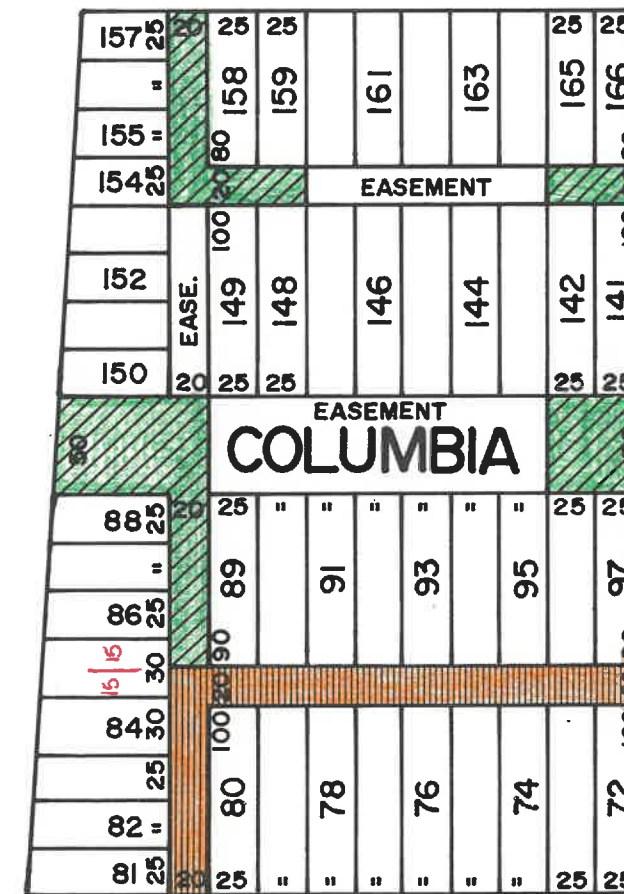 157 25 20 25 25 25 25
" 158 159 161 163 165 166
155 "
80
154 25 20 EASEMENT
100
152 EASE. 149 148 146 144 142 141
150 20 25 25 25 25
EASEMENT
50 COLUMBIA
88 25 20 25 " " " " " " 25 25
" 89 91 93 95 97
86 25
90
15 | 15 30 20
84 30 100 100
25 80 78 76 74 72
82 "
81 25 20 25 " " " " " " 25 25